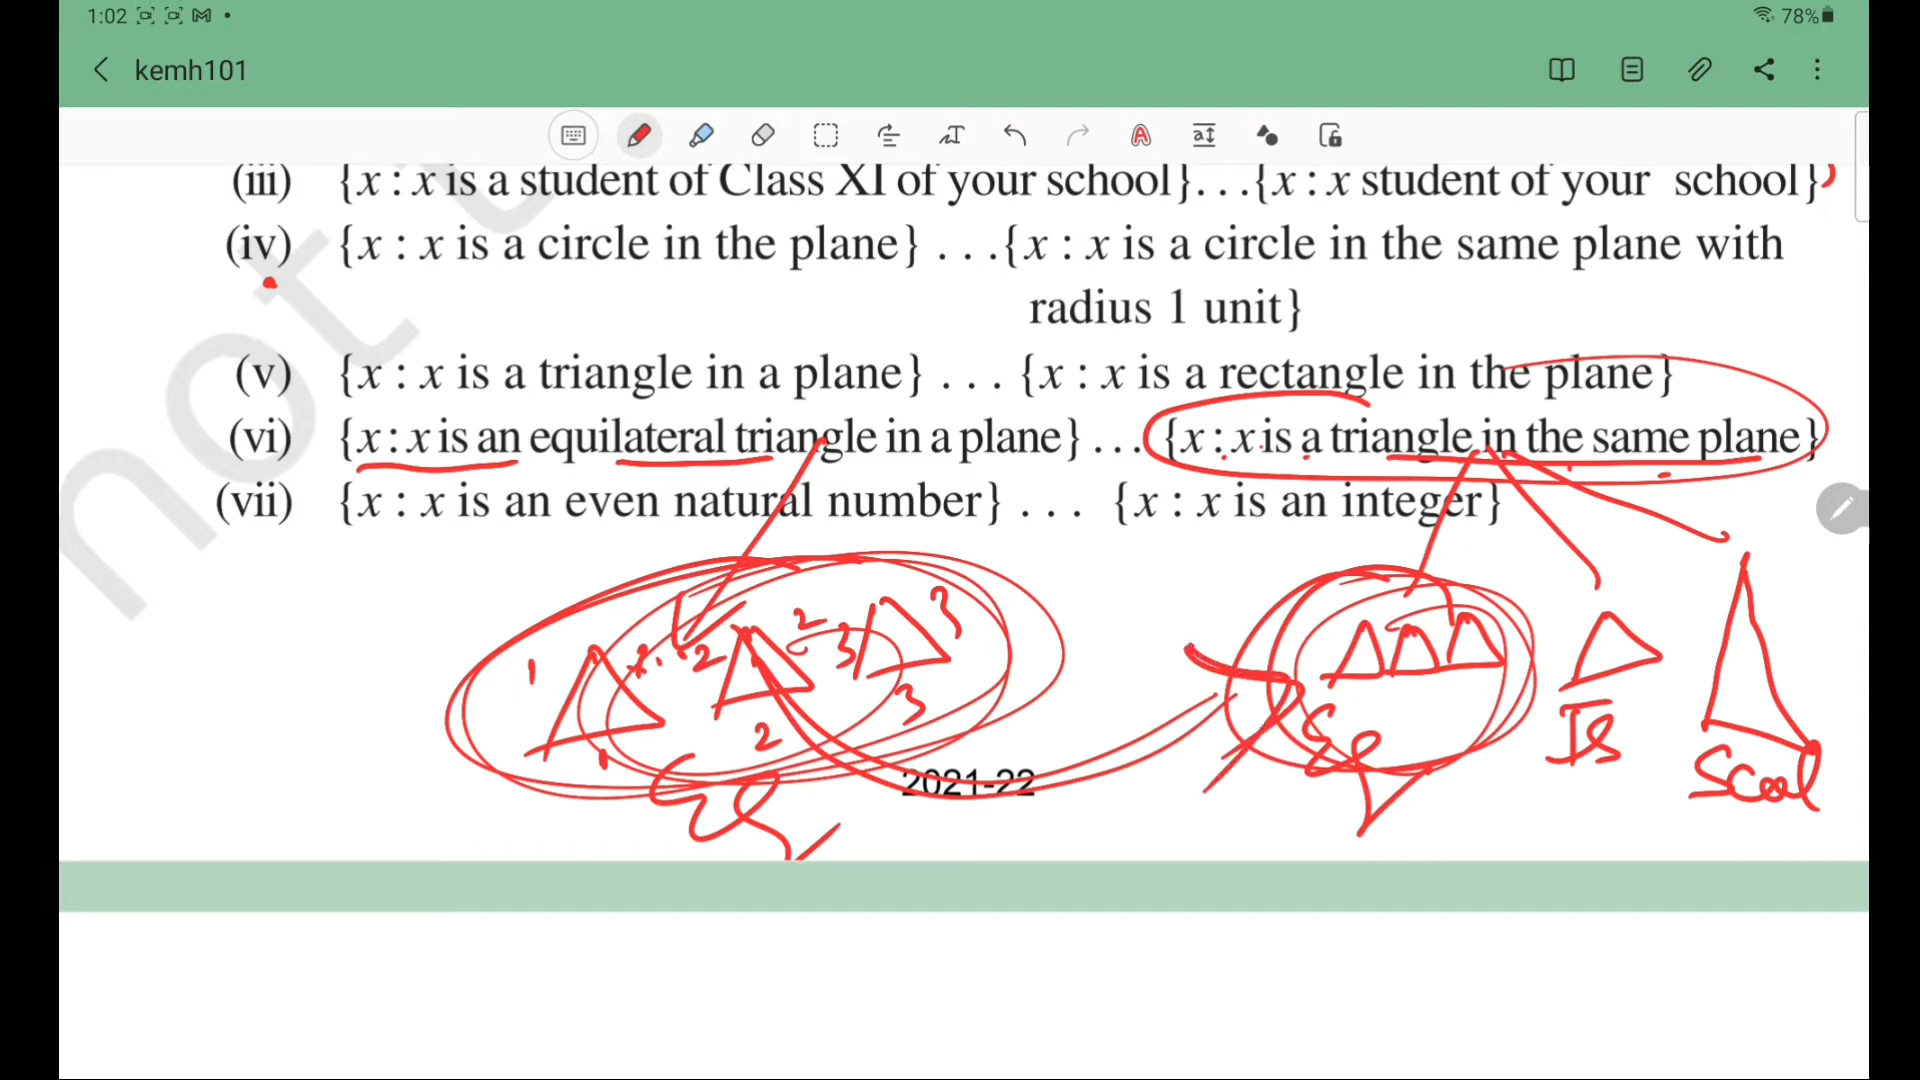 1:02 78%
kemh101
(iii) {x : x is a student of Class XI of your school}. . .{x : x student of your school}
(iv) {x : x is a circle in the plane} . . .{x : x is a circle in the same plane with
radius 1 unit}
(v) {x : x is a triangle in a plane} . . . {x : x is a rectangle in the plane}
(vi) {x : x is an equilateral triangle in a plane} . . . {x : x is a triangle in the same plane}
(vii) {x : x is an even natural number} . . . {x : x is an integer}
not
1 1 2 2 2 3 3 3
Is
Scal
2021-22